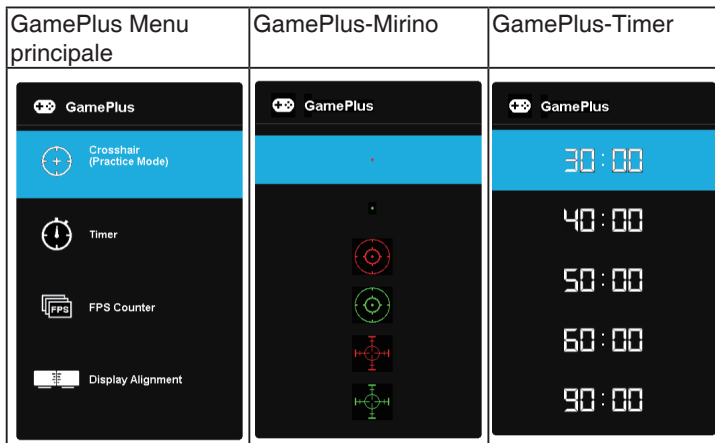 GamePlus Menu
principale
GamePlus-Mirino
GamePlus-Timer
GamePlus
Crosshair
(Practice Mode)
Timer
FPS
FPS Counter
Display Alignment
GamePlus
GamePlus
30:00
40:00
50:00
60:00
90:00